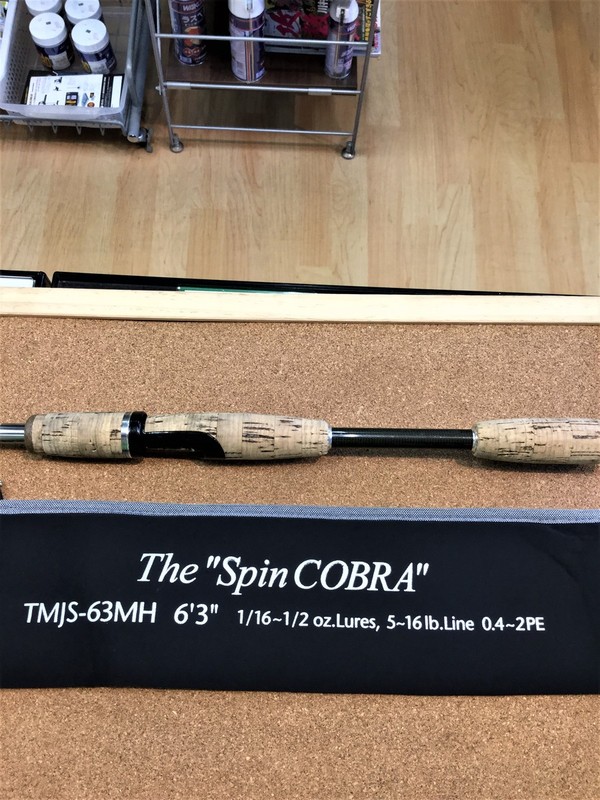 The "Spin COBRA"
TMJS-63MH 6'3" 1/16~1/2 oz.Lures, 5~16 lb.Line 0.4~2PE